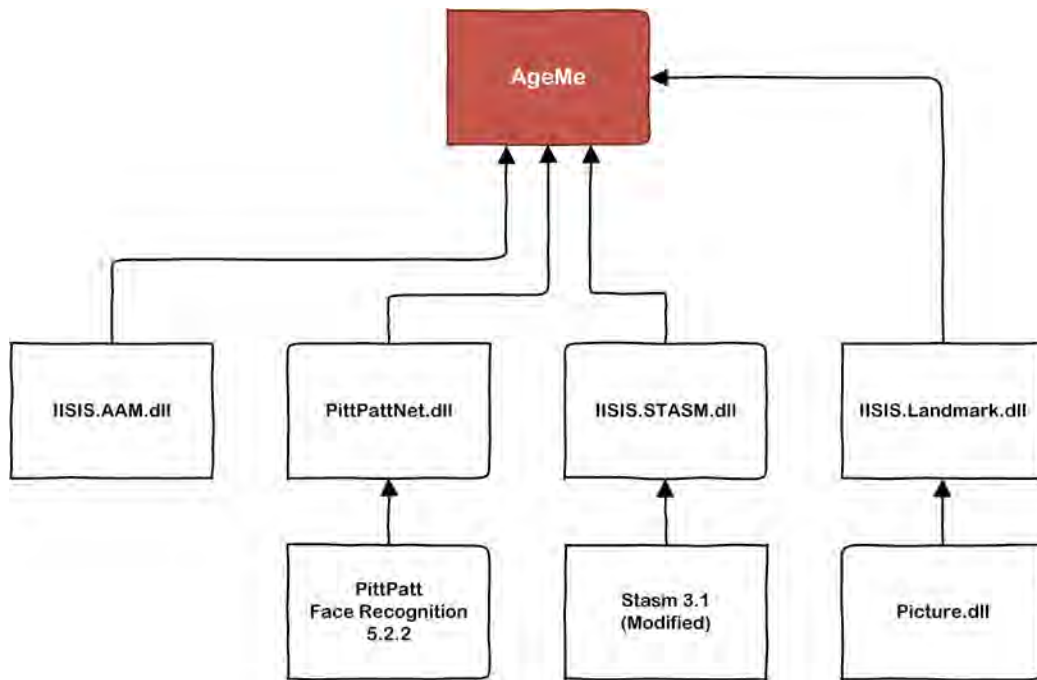 AgeMe
IISIS.AAM.dll
PittPattNet.dll
IISIS.STASM.dll
IISIS.Landmark.dll
PittPatt
Face Recognition
5.2.2
Stasm 3.1
(Modified)
Picture.dll